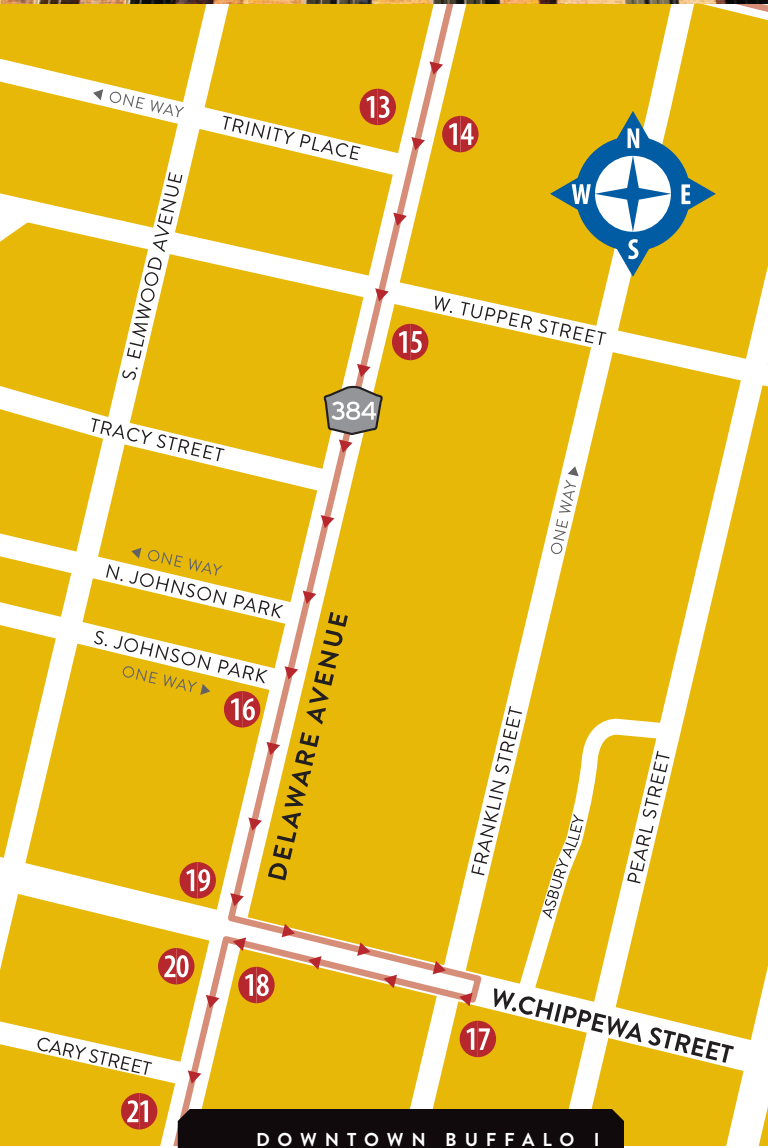 ◄ ONE WAY
TRINITY PLACE
13
14
N
W E
S
S. ELMWOOD AVENUE
W. TUPPER STREET
15
384
TRACY STREET
ONE WAY ►
◄ ONE WAY
N. JOHNSON PARK
S. JOHNSON PARK
ONE WAY ►
16
DELAWARE AVENUE
FRANKLIN STREET
ASBURY ALLEY
PEARL STREET
19
20
18
W.CHIPPEWA STREET
17
CARY STREET
21
DOWNTOWN BUFFALO I